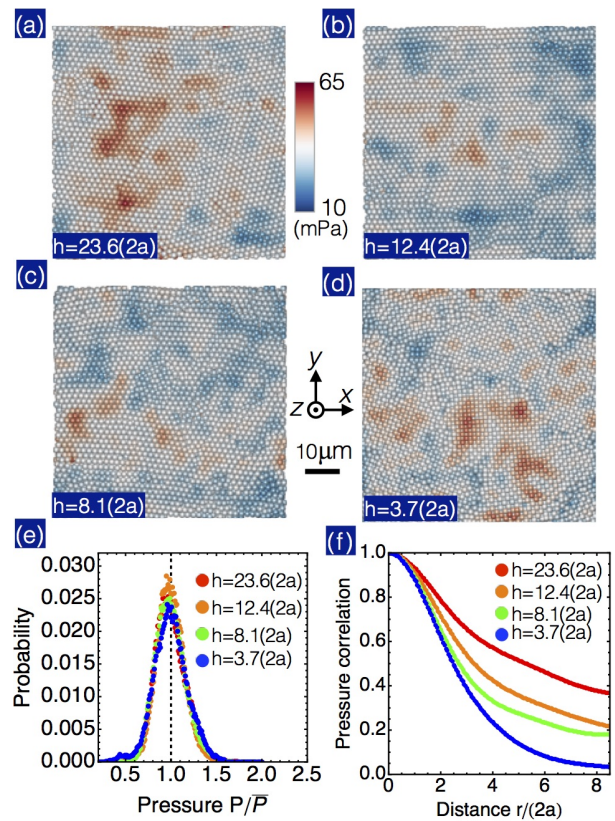 (a)
(b)
65
10
(mPa)
h=23.6(2a)
h=12.4(2a)
(c)
(d)
y
z
x
10μm
h=8.1(2a)
h=3.7(2a)
(e)
(f)
0.030
0.025
0.020
0.015
0.010
0.005
0.000
Probability
h=23.6(2a)
h=12.4(2a)
h=8.1(2a)
h=3.7(2a)
0.5 1.0 1.5 2.0 2.5
Pressure P/P̅
1.0
0.8
0.6
0.4
0.2
0.0
Pressure correlation
h=23.6(2a)
h=12.4(2a)
h=8.1(2a)
h=3.7(2a)
0 2 4 6 8
Distance r/(2a)